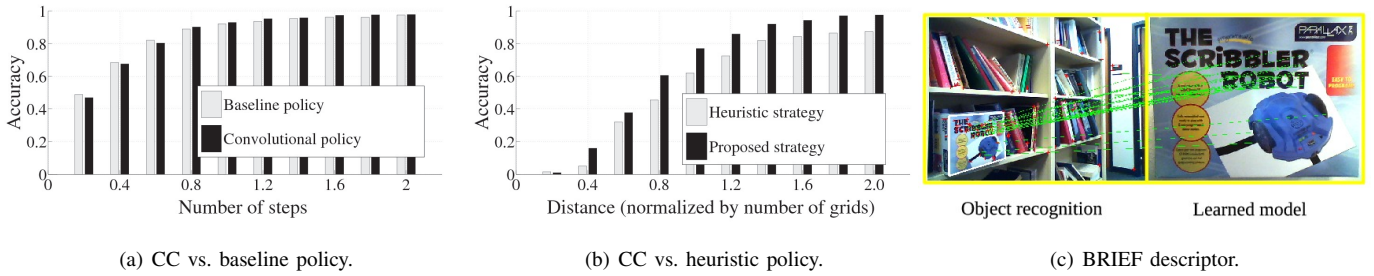 1
0.8
0.6
0.4
0.2
0
Accuracy
0 0.4 0.8 1.2 1.6 2
Number of steps
Baseline policy
Convolutional policy
(a) CC vs. baseline policy.
1
0.8
0.6
0.4
0.2
0
Accuracy
0 0.4 0.8 1.2 1.6 2.0
Distance (normalized by number of grids)
Heuristic strategy
Proposed strategy
(b) CC vs. heuristic policy.
THE
SCRIBBLER
ROBOT
PARALLAX
THE
SCRIBBLER
ROBOT
Object recognition
Learned model
(c) BRIEF descriptor.